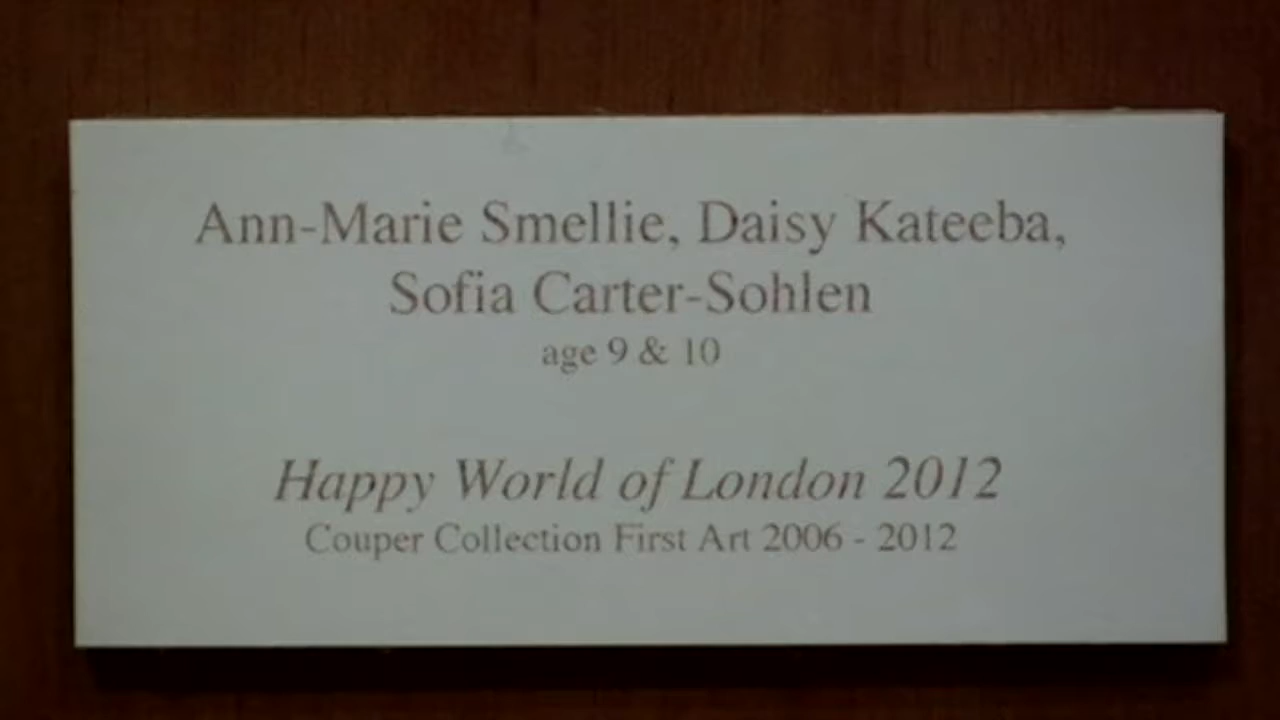 Ann-Marie Smellie, Daisy Kateeba,
Sofia Carter-Sohlen
age 9 & 10
Happy World of London 2012
Couper Collection First Art 2006 - 2012